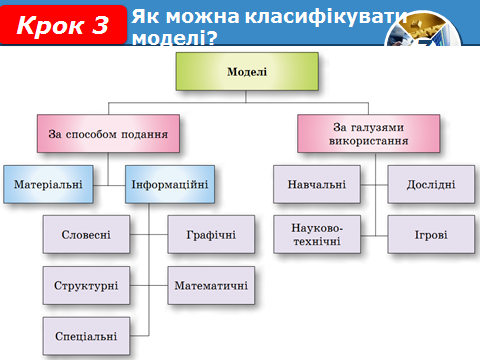 Крок 3
Як можна класифікувати
моделі?
Моделі
За способом подання
За галузями
використання
Матеріальні
Інформаційні
Навчальні
Дослідні
Словесні
Графічні
Науково-
технічні
Ігрові
Структурні
Математичні
Спеціальні